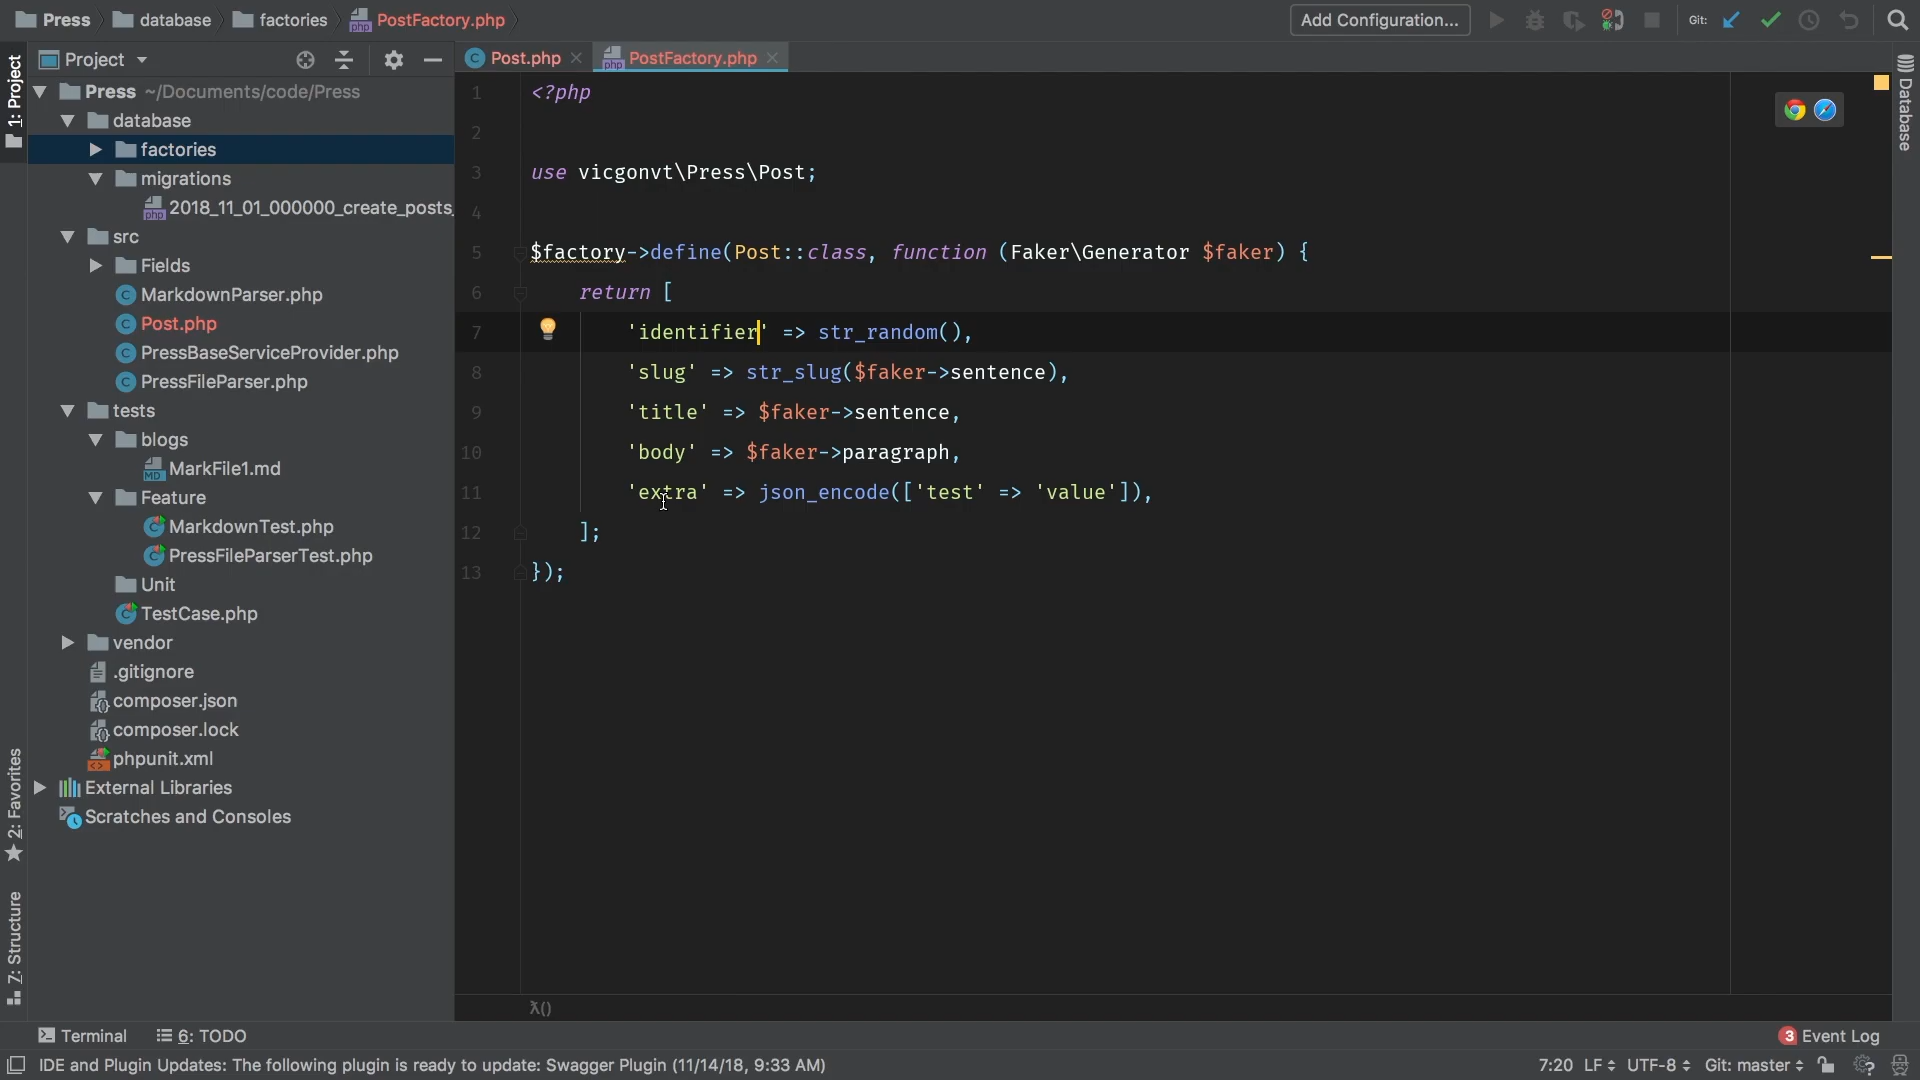 Press database factories PostFactory.php
Add Configuration... Git:
Project
Post.php PostFactory.php
1: Project
Database
Press ~/Documents/code/Press
database
factories
migrations
2018_11_01_000000_create_posts_
src
Fields
MarkdownParser.php
Post.php
PressBaseServiceProvider.php
PressFileParser.php
tests
blogs
MarkFile1.md
Feature
MarkdownTest.php
PressFileParserTest.php
Unit
TestCase.php
vendor
.gitignore
composer.json
composer.lock
phpunit.xml
External Libraries
Scratches and Consoles
2: Favorites
7: Structure
1 <?php
2
3 use vicgonvt\Press\Post;
4
5 $factory->define(Post::class, function (Faker\Generator $faker) {
6 return [
7 'identifier' => str_random(),
8 'slug' => str_slug($faker->sentence),
9 'title' => $faker->sentence,
10 'body' => $faker->paragraph,
11 'extra' => json_encode(['test' => 'value']),
12 ];
13 });
λ()
Terminal 6: TODO 3 Event Log
IDE and Plugin Updates: The following plugin is ready to update: Swagger Plugin (11/14/18, 9:33 AM) 7:20 LF UTF-8 Git: master